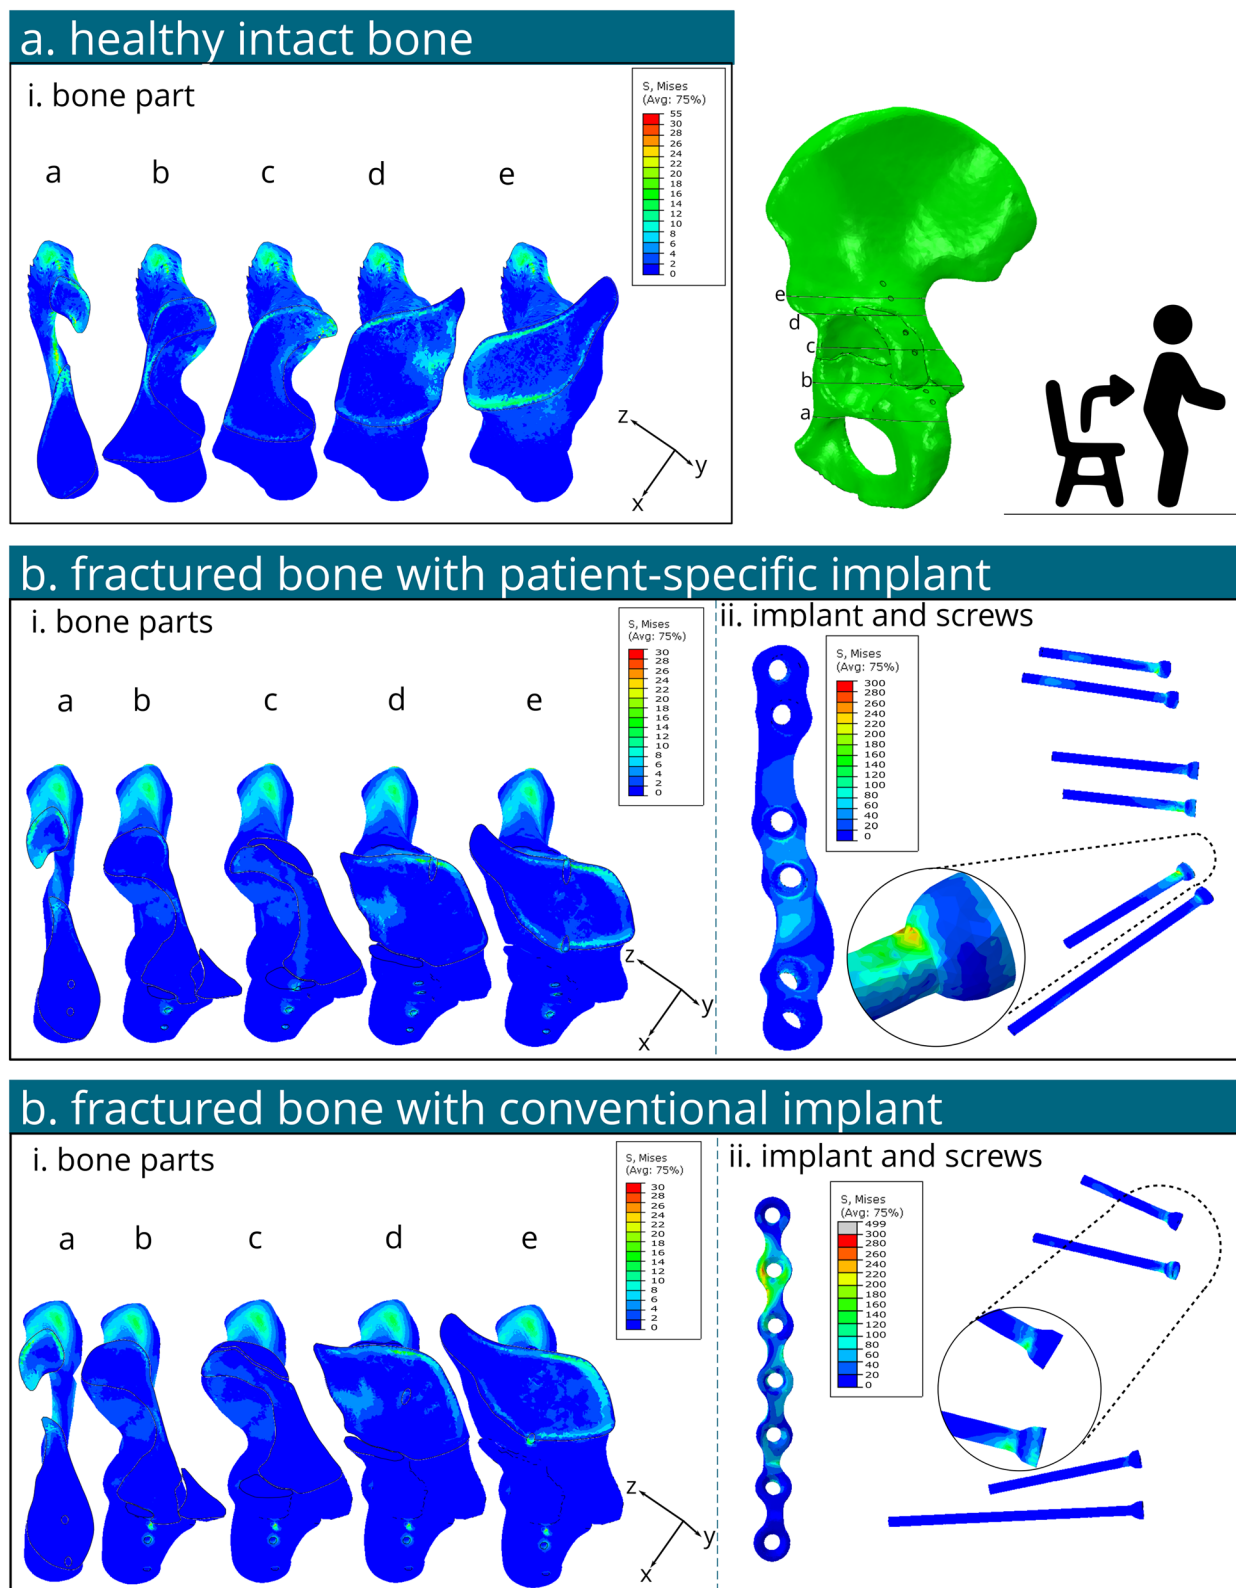 a. healthy intact bone
i. bone part
S, Mises
(Avg: 75%)
55
30
28
26
24
22
20
18
16
14
12
10
8
6
4
2
0
a b c d e
z
y
x
e
d
c
b
a
b. fractured bone with patient-specific implant
i. bone parts
S, Mises
(Avg: 75%)
30
28
26
24
22
20
18
16
14
12
10
8
6
4
2
0
a b c d e
z
y
x
ii. implant and screws
S, Mises
(Avg: 75%)
300
280
260
240
220
200
180
160
140
120
100
80
60
40
20
0
b. fractured bone with conventional implant
i. bone parts
S, Mises
(Avg: 75%)
30
28
26
24
22
20
18
16
14
12
10
8
6
4
2
0
a b c d e
z
y
x
ii. implant and screws
S, Mises
(Avg: 75%)
499
300
280
260
240
220
200
180
160
140
120
100
80
60
40
20
0